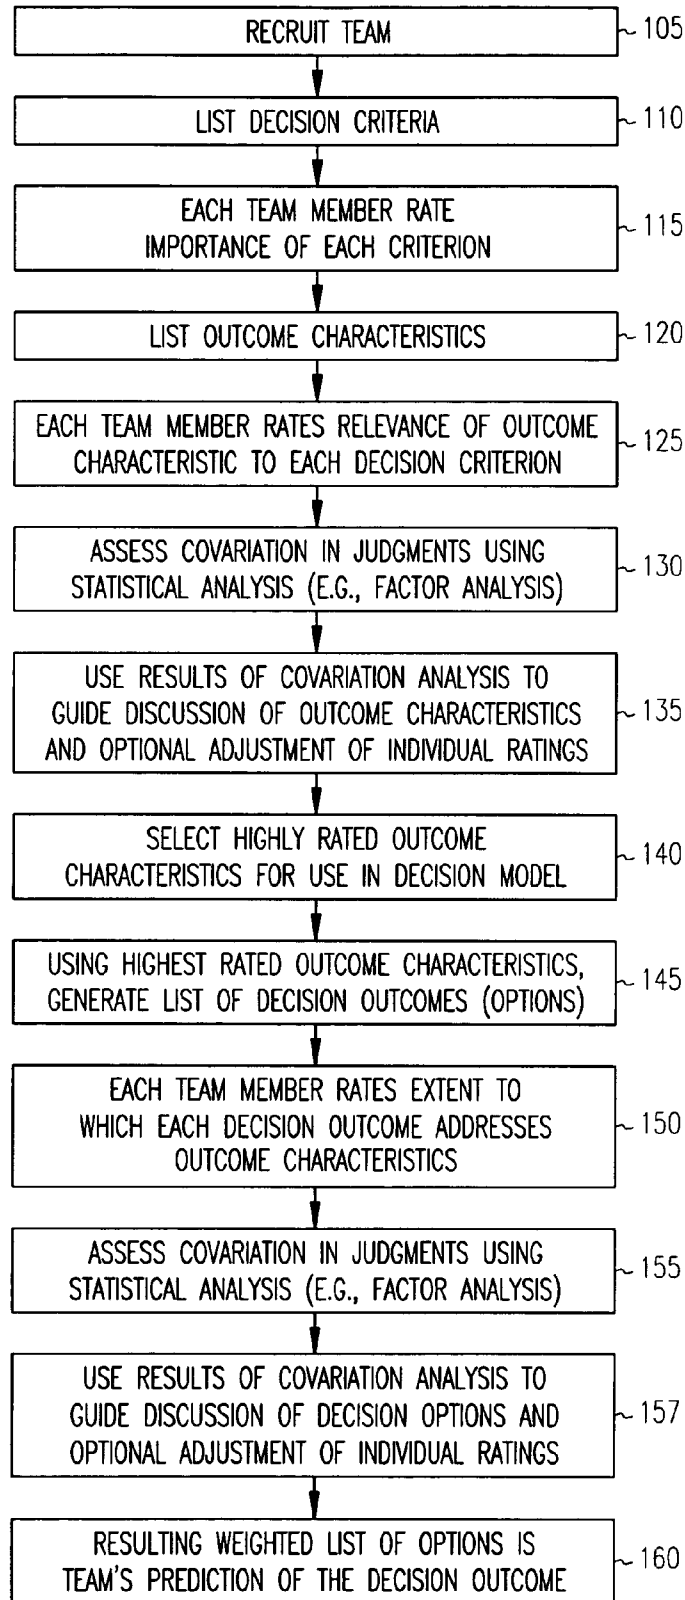 RECRUIT TEAM
105
LIST DECISION CRITERIA
110
EACH TEAM MEMBER RATE
IMPORTANCE OF EACH CRITERION
115
LIST OUTCOME CHARACTERISTICS
120
EACH TEAM MEMBER RATES RELEVANCE OF OUTCOME
CHARACTERISTIC TO EACH DECISION CRITERION
125
ASSESS COVARIATION IN JUDGMENTS USING
STATISTICAL ANALYSIS (E.G., FACTOR ANALYSIS)
130
USE RESULTS OF COVARIATION ANALYSIS TO
GUIDE DISCUSSION OF OUTCOME CHARACTERISTICS
AND OPTIONAL ADJUSTMENT OF INDIVIDUAL RATINGS
135
SELECT HIGHLY RATED OUTCOME
CHARACTERISTICS FOR USE IN DECISION MODEL
140
USING HIGHEST RATED OUTCOME CHARACTERISTICS,
GENERATE LIST OF DECISION OUTCOMES (OPTIONS)
145
EACH TEAM MEMBER RATES EXTENT TO
WHICH EACH DECISION OUTCOME ADDRESSES
OUTCOME CHARACTERISTICS
150
ASSESS COVARIATION IN JUDGMENTS USING
STATISTICAL ANALYSIS (E.G., FACTOR ANALYSIS)
155
USE RESULTS OF COVARIATION ANALYSIS TO
GUIDE DISCUSSION OF DECISION OPTIONS AND
OPTIONAL ADJUSTMENT OF INDIVIDUAL RATINGS
157
RESULTING WEIGHTED LIST OF OPTIONS IS
TEAM'S PREDICTION OF THE DECISION OUTCOME
160